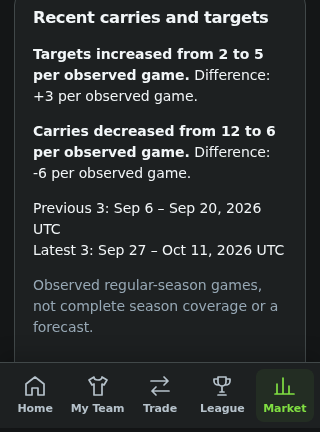 Recent carries and targets
Targets increased from 2 to 5
per observed game. Difference:
+3 per observed game.
Carries decreased from 12 to 6
per observed game. Difference:
-6 per observed game.
Previous 3: Sep 6 – Sep 20, 2026
UTC
Latest 3: Sep 27 – Oct 11, 2026 UTC
Observed regular-season games,
not complete season coverage or a
forecast.
Home My Team Trade League Market